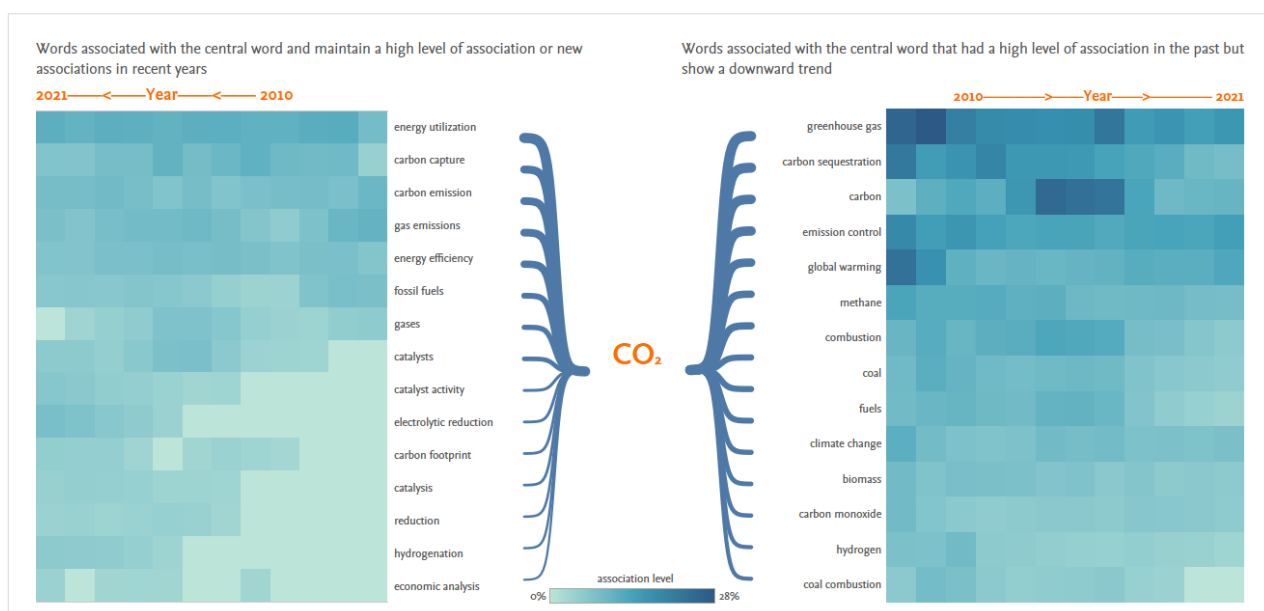 Words associated with the central word and maintain a high level of association or new
associations in recent years
2021 Year 2010
energy utilization
carbon capture
carbon emission
gas emissions
energy efficiency
fossil fuels
gases
catalysts
catalyst activity
electrolytic reduction
carbon footprint
catalysis
reduction
hydrogenation
economic analysis
CO₂
association level
0% 28%
Words associated with the central word that had a high level of association in the past but
show a downward trend
2010 Year 2021
greenhouse gas
carbon sequestration
carbon
emission control
global warming
methane
combustion
coal
fuels
climate change
biomass
carbon monoxide
hydrogen
coal combustion